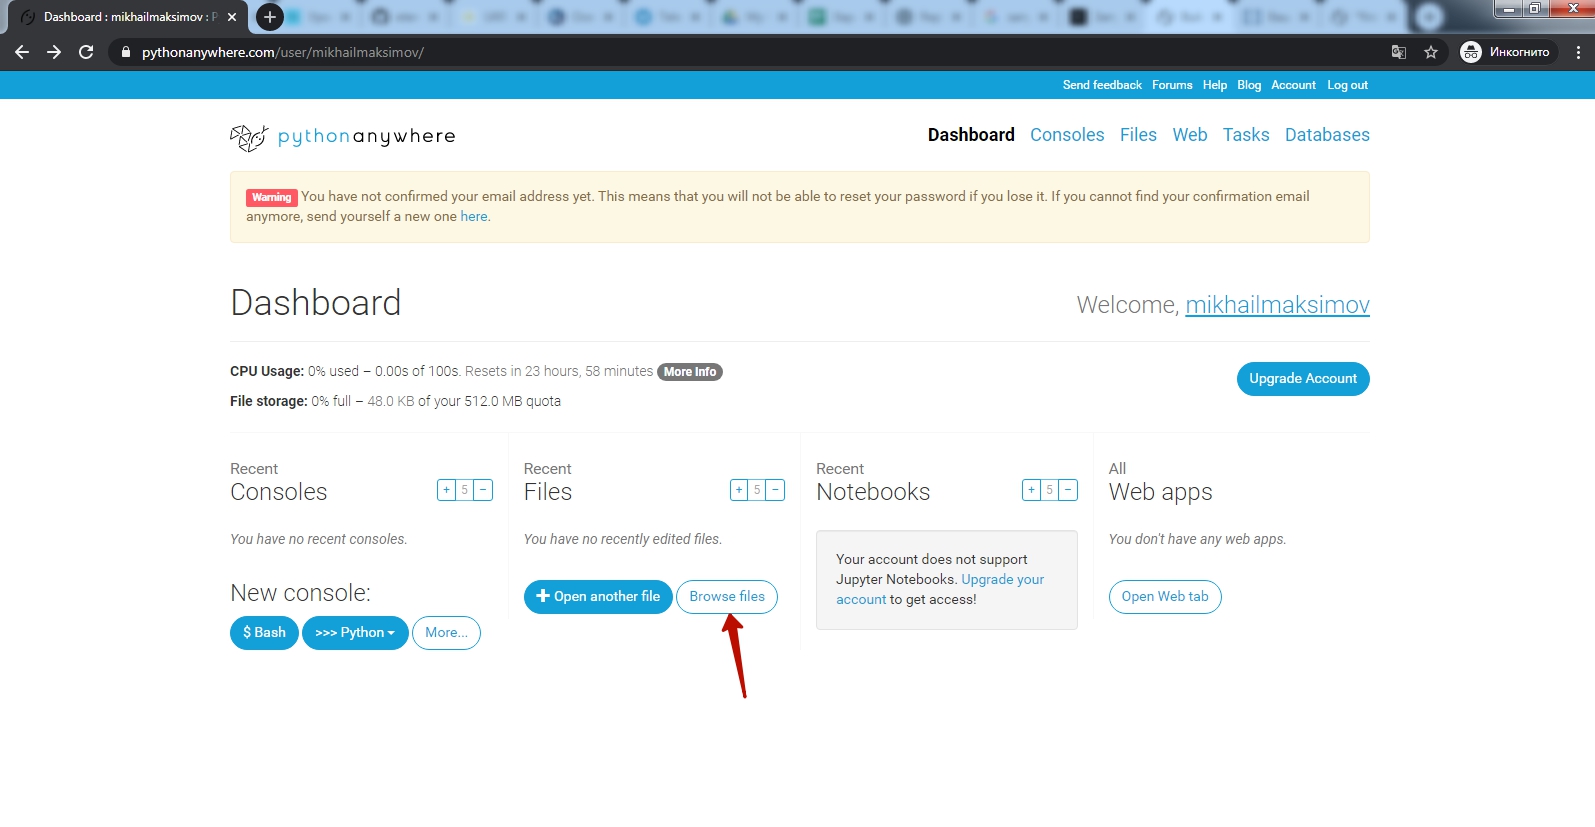 Dashboard : mikhailmaksimov : P
pythonanywhere.com/user/mikhailmaksimov/
Инкогнито
Send feedback Forums Help Blog Account Log out
pythonanywhere
Dashboard Consoles Files Web Tasks Databases
Warning You have not confirmed your email address yet. This means that you will not be able to reset your password if you lose it. If you cannot find your confirmation email
anymore, send yourself a new one here.
Dashboard
Welcome, mikhailmaksimov
CPU Usage: 0% used – 0.00s of 100s. Resets in 23 hours, 58 minutes More Info
Upgrade Account
File storage: 0% full – 48.0 KB of your 512.0 MB quota
Recent
Consoles
+ 5 −
You have no recent consoles.
New console:
$ Bash
>>> Python
More...
Recent
Files
+ 5 −
You have no recently edited files.
Open another file
Browse files
Recent
Notebooks
+ 5 −
Your account does not support
Jupyter Notebooks. Upgrade your
account to get access!
All
Web apps
You don't have any web apps.
Open Web tab